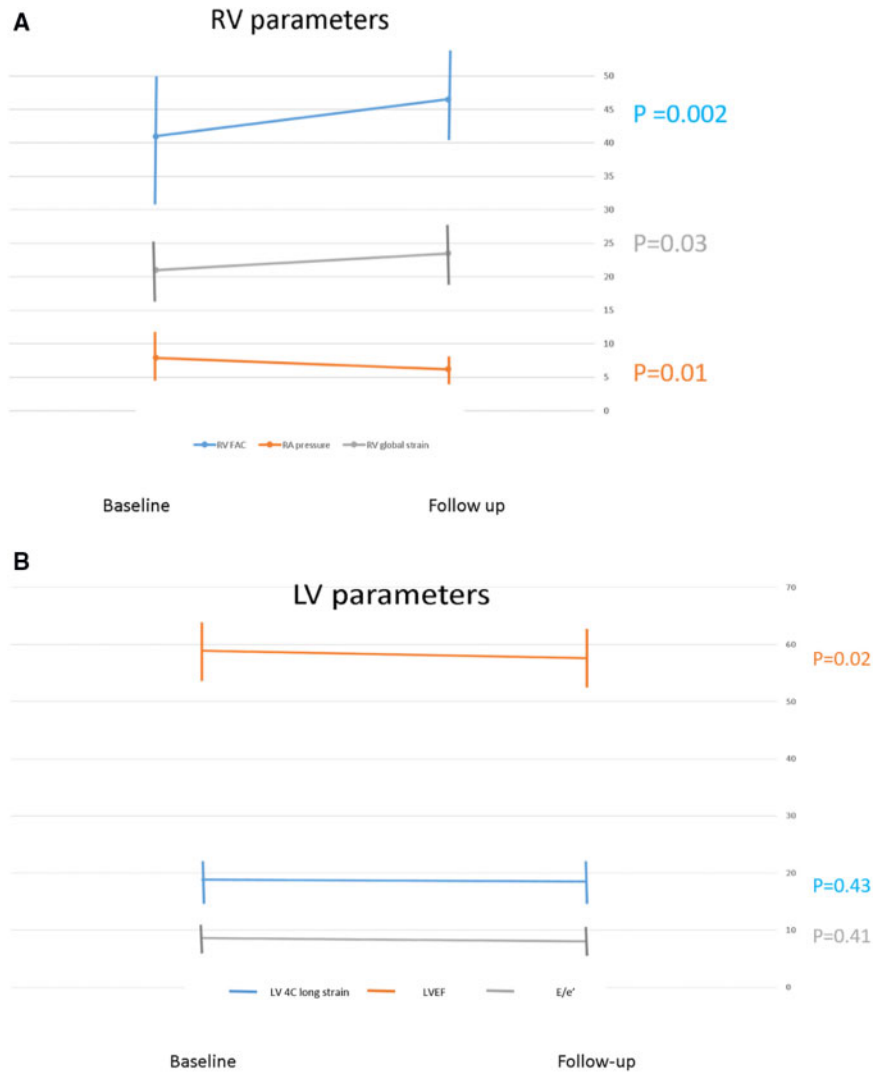 A
RV parameters
50
45
40
35
30
25
20
15
10
5
0
P =0.002
P=0.03
P=0.01
RV FAC RA pressure RV global strain
Baseline Follow up
B
LV parameters
70
60
50
40
30
20
10
0
P=0.02
P=0.43
P=0.41
LV 4C long strain LVEF E/e'
Baseline Follow-up